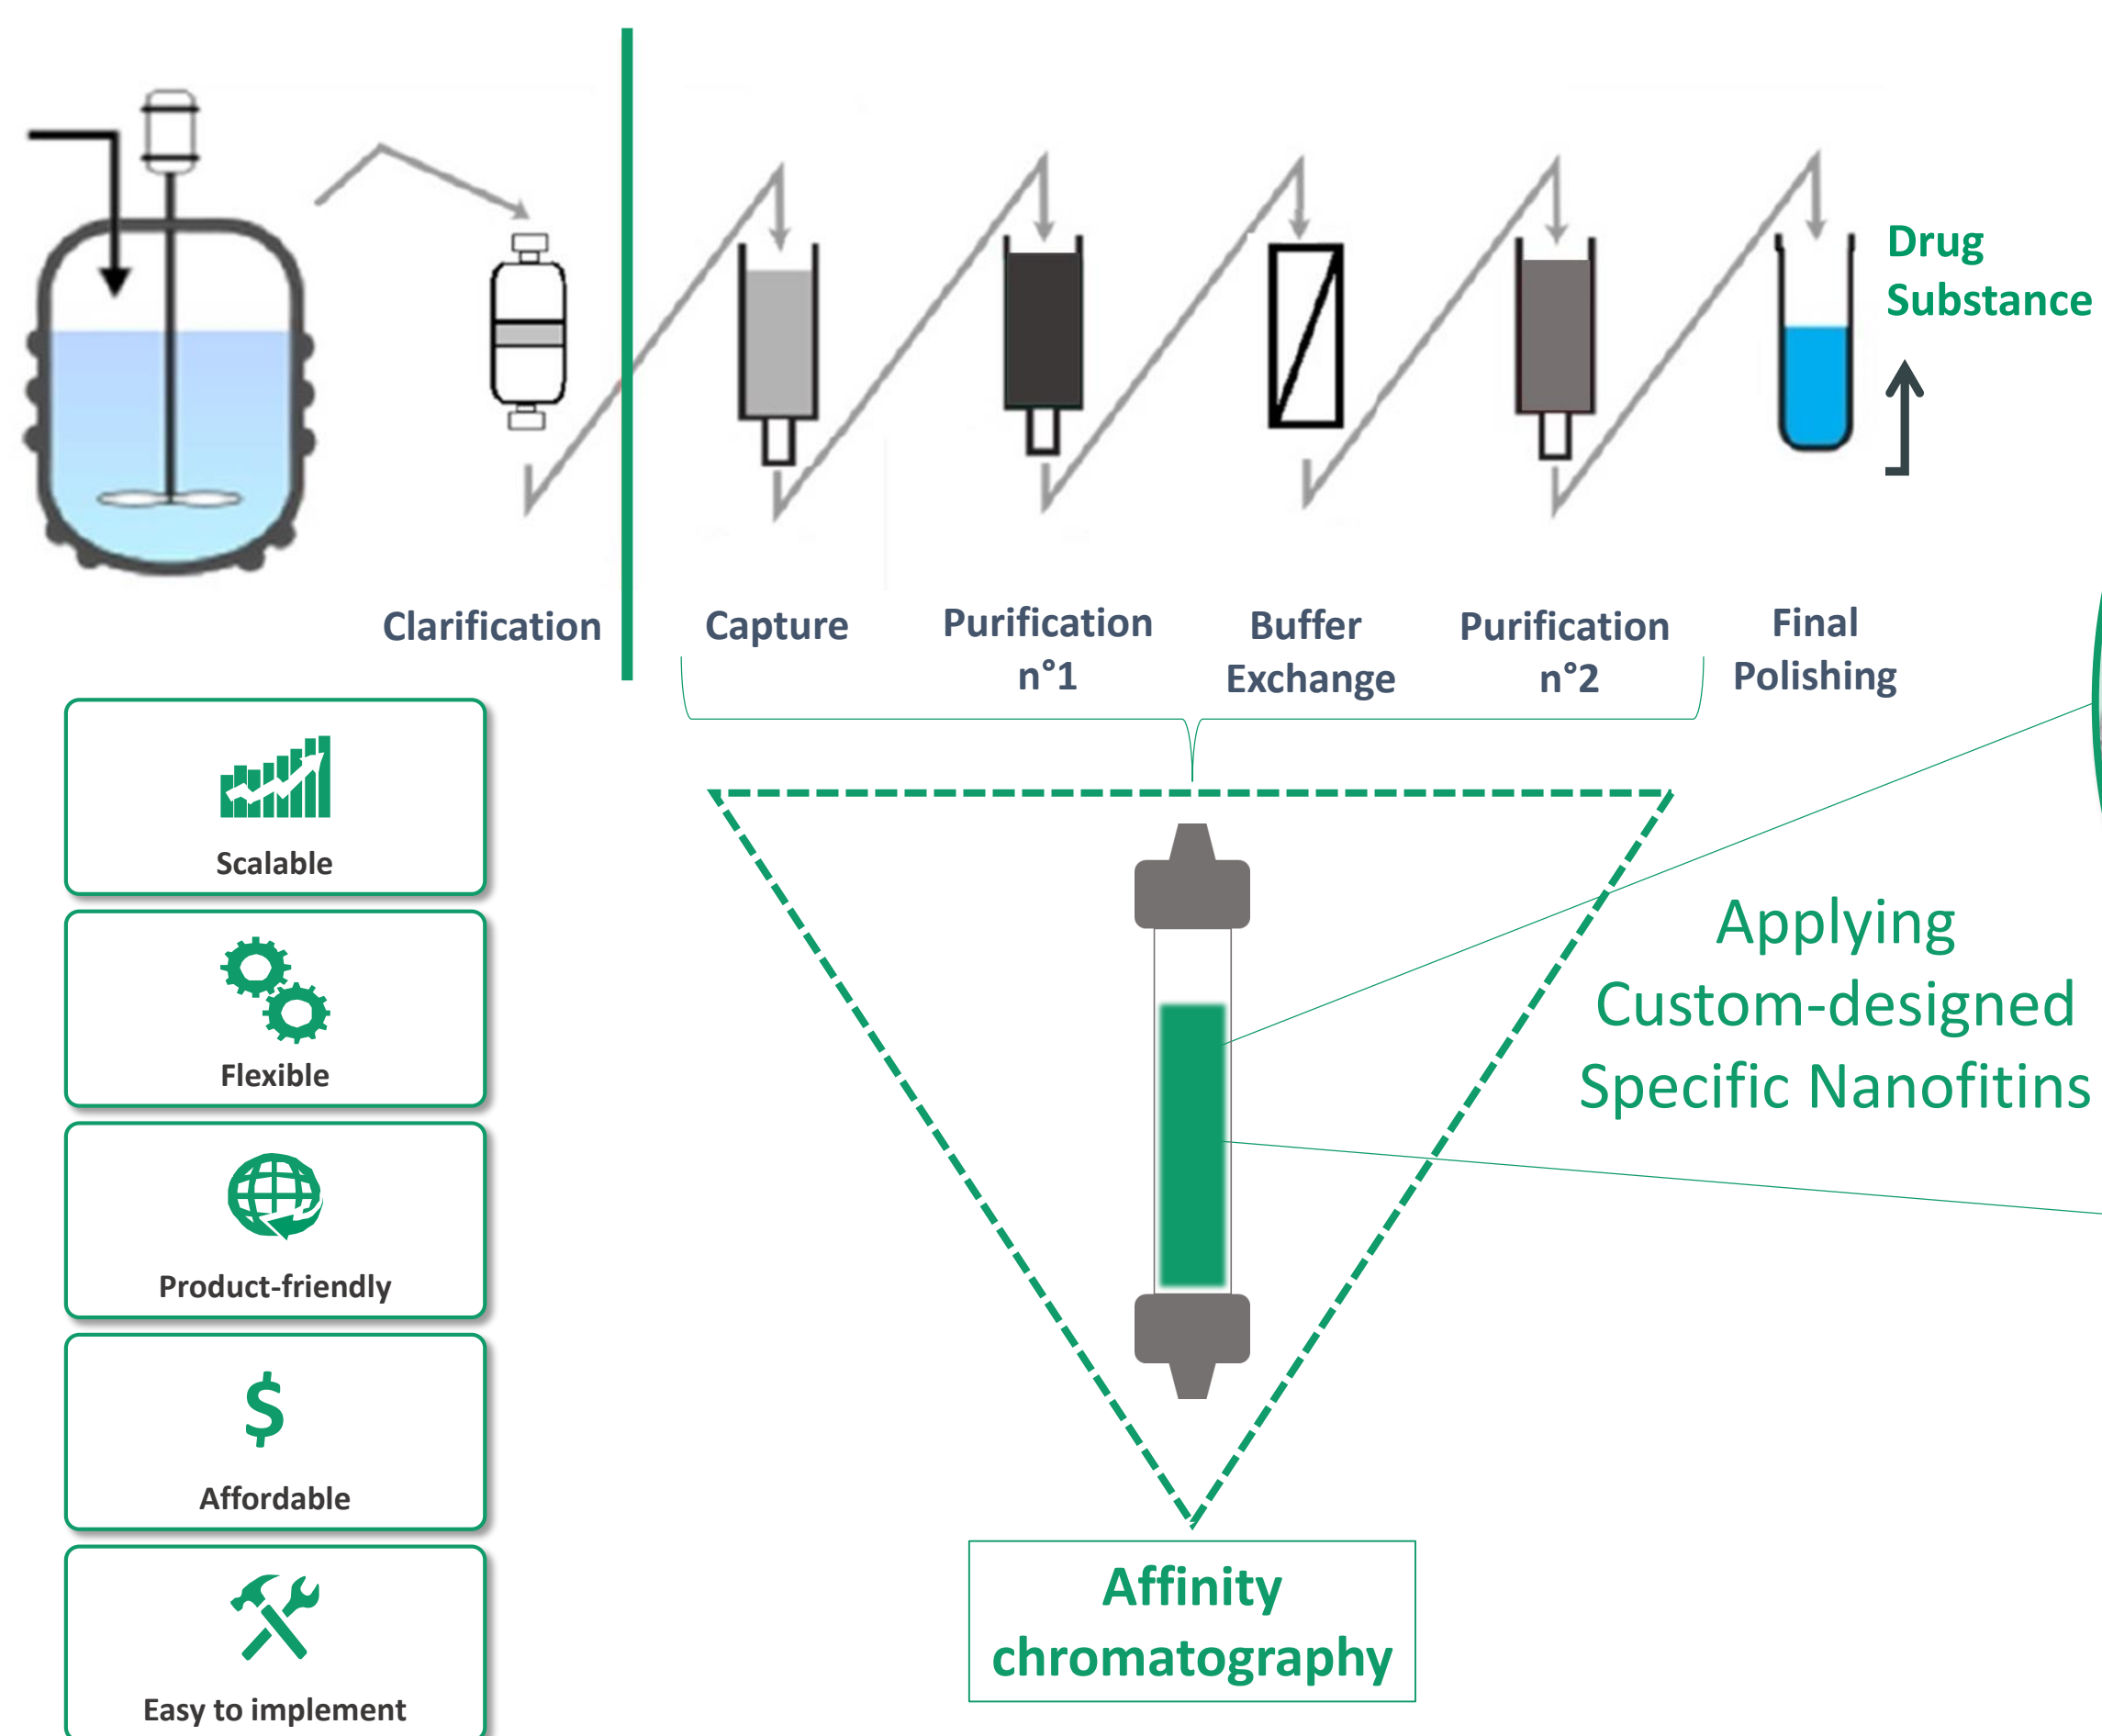 Drug
Substance
Clarification
Capture
Purification
n°1
Buffer
Exchange
Purification
n°2
Final
Polishing
Scalable
Flexible
Product-friendly
$
Affordable
Easy to implement
Applying
Custom-designed
Specific Nanofitins
Affinity
chromatography